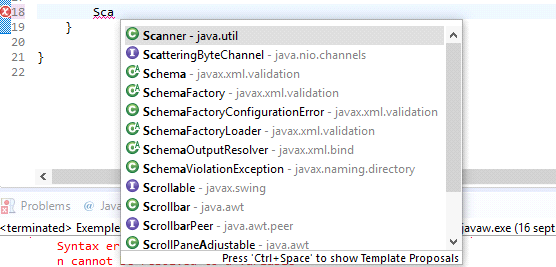 18 Sca
19 }
20
21 }
22
Scanner - java.util
ScatteringByteChannel - java.nio.channels
Schema - javax.xml.validation
SchemaFactory - javax.xml.validation
SchemaFactoryConfigurationError - javax.xml.validation
SchemaFactoryLoader - javax.xml.validation
SchemaOutputResolver - javax.xml.bind
SchemaViolationException - javax.naming.directory
Scrollable - javax.swing
Scrollbar - java.awt
ScrollbarPeer - java.awt.peer
ScrollPaneAdjustable - java.awt
Press 'Ctrl+Space' to show Template Proposals
Problems @ Java
<terminated> Exemple javaw.exe (16 sept
Syntax er
n cannot